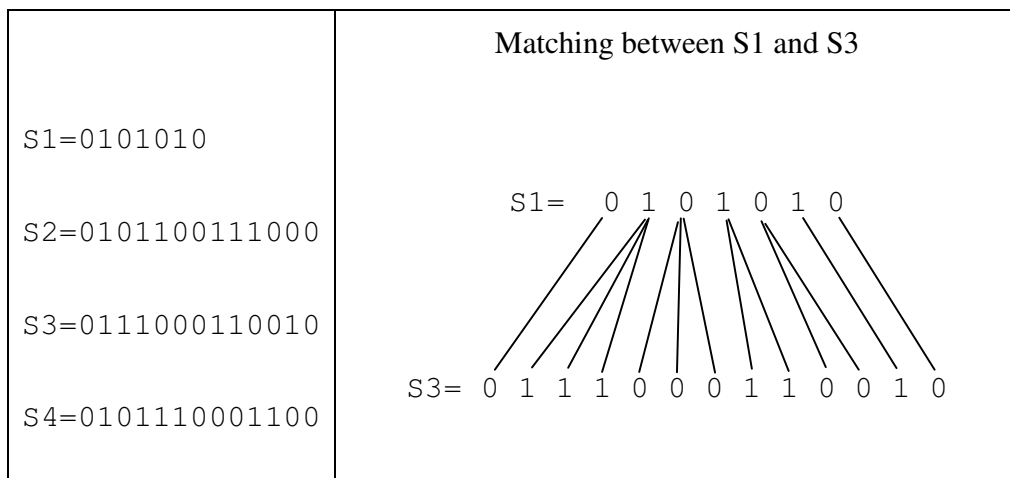 S1=0101010
S2=0101100111000
S3=0111000110010
S4=0101110001100
Matching between S1 and S3
S1= 0 1 0 1 0 1 0
S3= 0 1 1 1 0 0 0 1 1 0 0 1 0